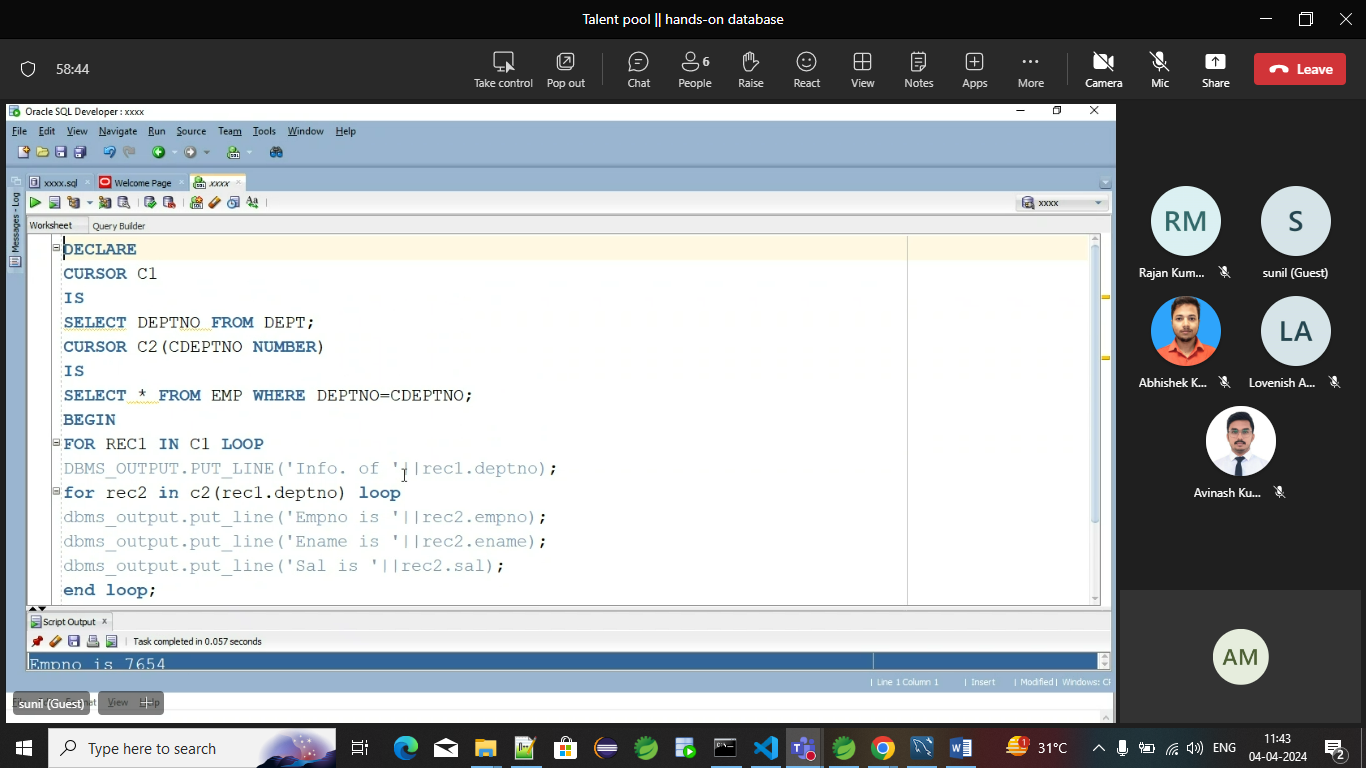 Talent pool || hands-on database
58:44
Take control
Pop out
Chat
6
People
Raise
React
View
Notes
Apps
More
Camera
Mic
Share
Leave
Oracle SQL Developer : xxxx
File Edit View Navigate Run Source Team Tools Window Help
xxxx.sql
Welcome Page
xxxx
xxxx
Messages - Log
Worksheet
Query Builder
DECLARE
CURSOR C1
IS
SELECT DEPTNO FROM DEPT;
CURSOR C2(CDEPTNO NUMBER)
IS
SELECT * FROM EMP WHERE DEPTNO=CDEPTNO;
BEGIN
FOR REC1 IN C1 LOOP
DBMS_OUTPUT.PUT_LINE('Info. of '||rec1.deptno);
for rec2 in c2(rec1.deptno) loop
dbms_output.put_line('Empno is '||rec2.empno);
dbms_output.put_line('Ename is '||rec2.ename);
dbms_output.put_line('Sal is '||rec2.sal);
end loop;
Script Output
Task completed in 0.057 seconds
Empno is 7654
Line 1 Column 1
Insert
Modified
Windows:
sunil (Guest)
View Help
RM
Rajan Kum...
S
sunil (Guest)
Abhishek K...
LA
Lovenish A...
Avinash Ku...
AM
Type here to search
1
31°C
ENG
11:43
04-04-2024
2